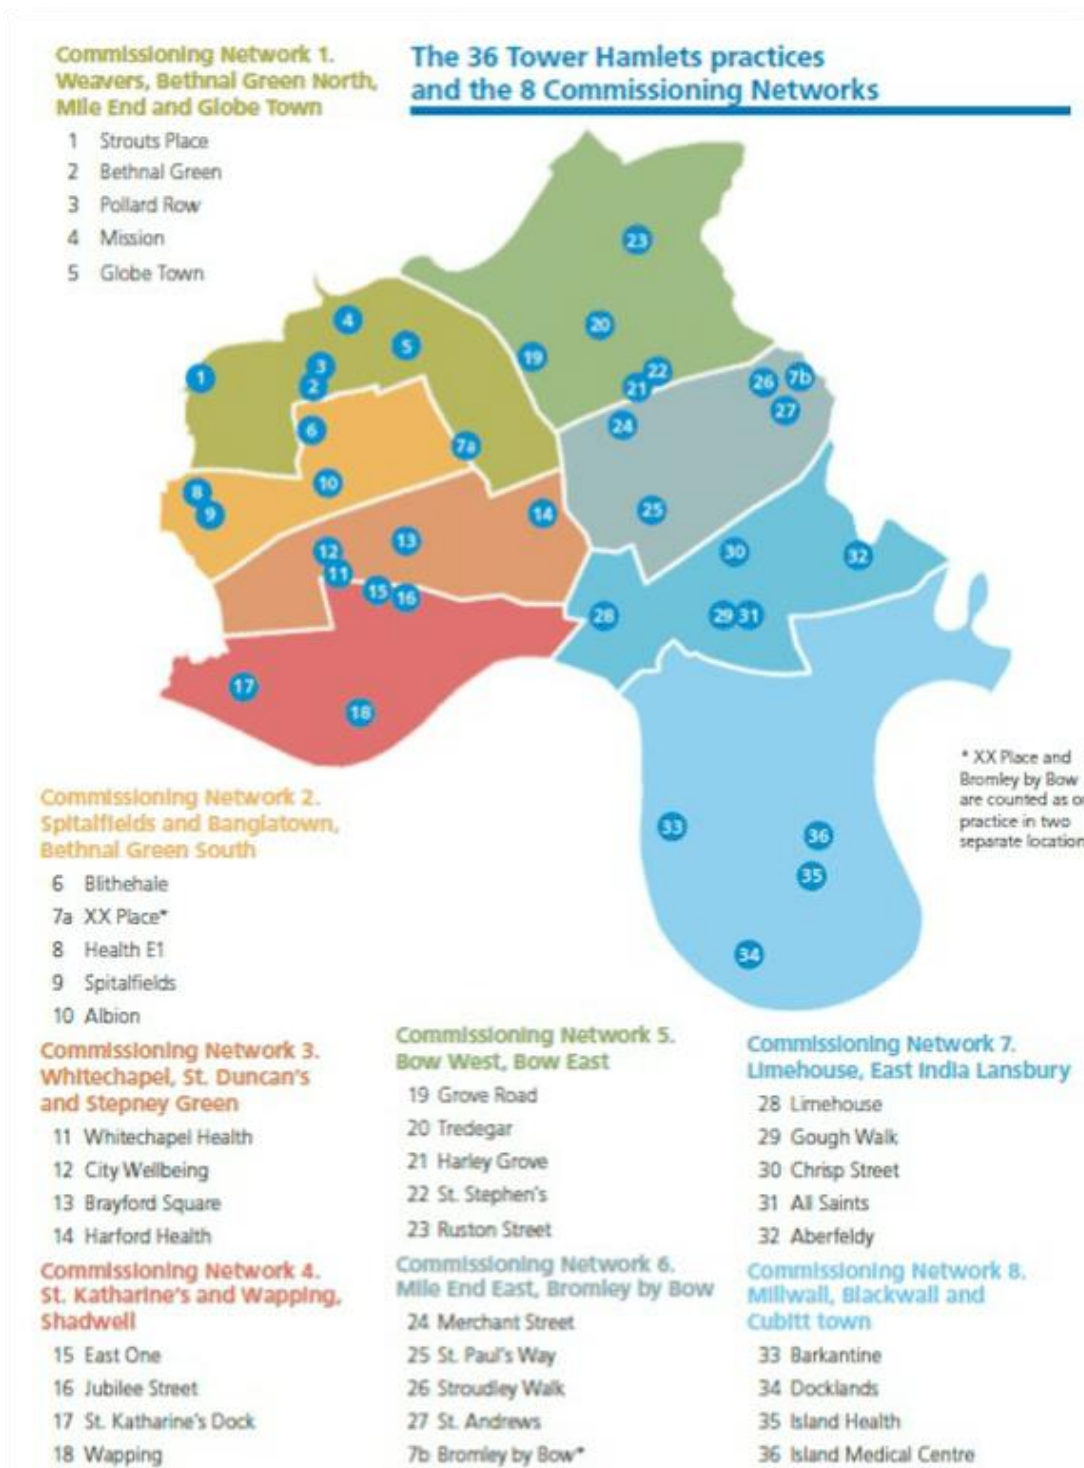 Commissioning Network 1.
Weavers, Bethnal Green North,
Mile End and Globe Town
1 Strouts Place
2 Bethnal Green
3 Pollard Row
4 Mission
5 Globe Town
The 36 Tower Hamlets practices
and the 8 Commissioning Networks
23
4
20
5
19
1
3
22
2
21
26
7b
27
6
24
7a
10
8
9
25
14
13
12
30
32
11
15
16
28
29
31
17
18
33
36
35
34
* XX Place and
Bromley by Bow
are counted as
practice in two
separate location
Commissioning Network 2.
Spitalfields and Banglatown,
Bethnal Green South
6 Blithehale
7a XX Place*
8 Health E1
9 Spitalfields
10 Albion
Commissioning Network 3.
Whitechapel, St. Duncan's
and Stepney Green
11 Whitechapel Health
12 City Wellbeing
13 Brayford Square
14 Harford Health
Commissioning Network 4.
St. Katharine's and Wapping,
Shadwell
15 East One
16 Jubilee Street
17 St. Katharine's Dock
18 Wapping
Commissioning Network 5.
Bow West, Bow East
19 Grove Road
20 Tredegar
21 Harley Grove
22 St. Stephen's
23 Ruston Street
Commissioning Network 6.
Mile End East, Bromley by Bow
24 Merchant Street
25 St. Paul's Way
26 Stroudley Walk
27 St. Andrews
7b Bromley by Bow*
Commissioning Network 7.
Limehouse, East India Lansbury
28 Limehouse
29 Gough Walk
30 Chrisp Street
31 All Saints
32 Aberfeldy
Commissioning Network 8.
Millwall, Blackwall and
Cubitt town
33 Barkantine
34 Docklands
35 Island Health
36 Island Medical Centre